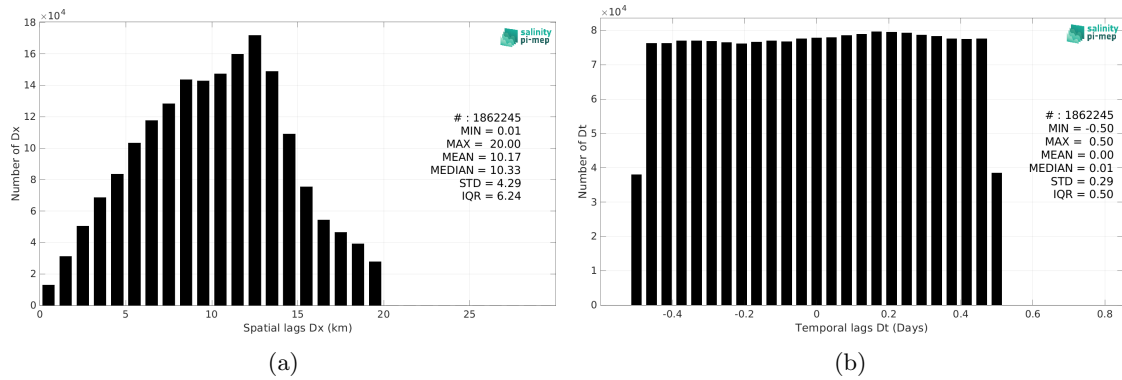 ×10⁴
18
16
14
12
10
8
6
4
2
0
Number of Dx
0 5 10 15 20 25
Spatial lags Dx (km)
salinity
pi-mep
# : 1862245
MIN = 0.01
MAX = 20.00
MEAN = 10.17
MEDIAN = 10.33
STD = 4.29
IQR = 6.24
(a)
×10⁴
8
7
6
5
4
3
2
1
0
Number of Dt
-0.4 -0.2 0 0.2 0.4 0.6 0.8
Temporal lags Dt (Days)
salinity
pi-mep
# : 1862245
MIN = -0.50
MAX = 0.50
MEAN = 0.00
MEDIAN = 0.01
STD = 0.29
IQR = 0.50
(b)